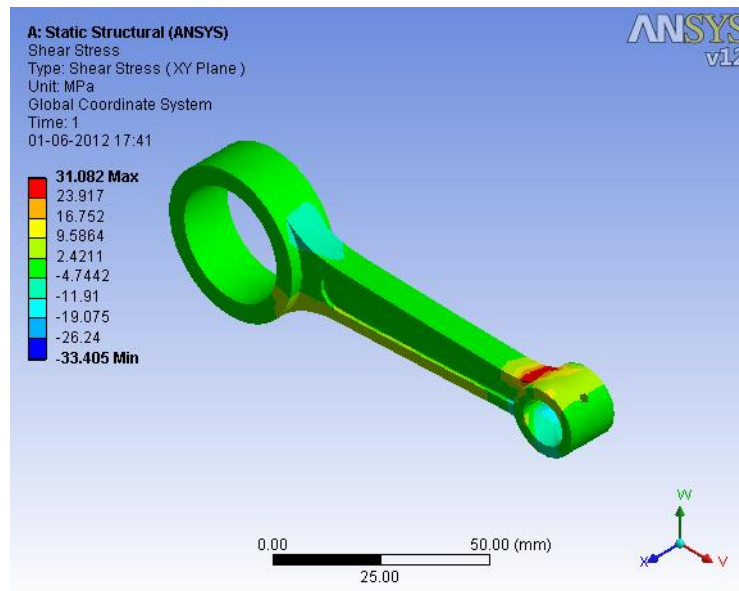 A: Static Structural (ANSYS)
Shear Stress
Type: Shear Stress ( XY Plane )
Unit: MPa
Global Coordinate System
Time: 1
01-06-2012 17:41
ANSYS
v12
31.082 Max
23.917
16.752
9.5864
2.4211
-4.7442
-11.91
-19.075
-26.24
-33.405 Min
0.00
50.00 (mm)
25.00
X